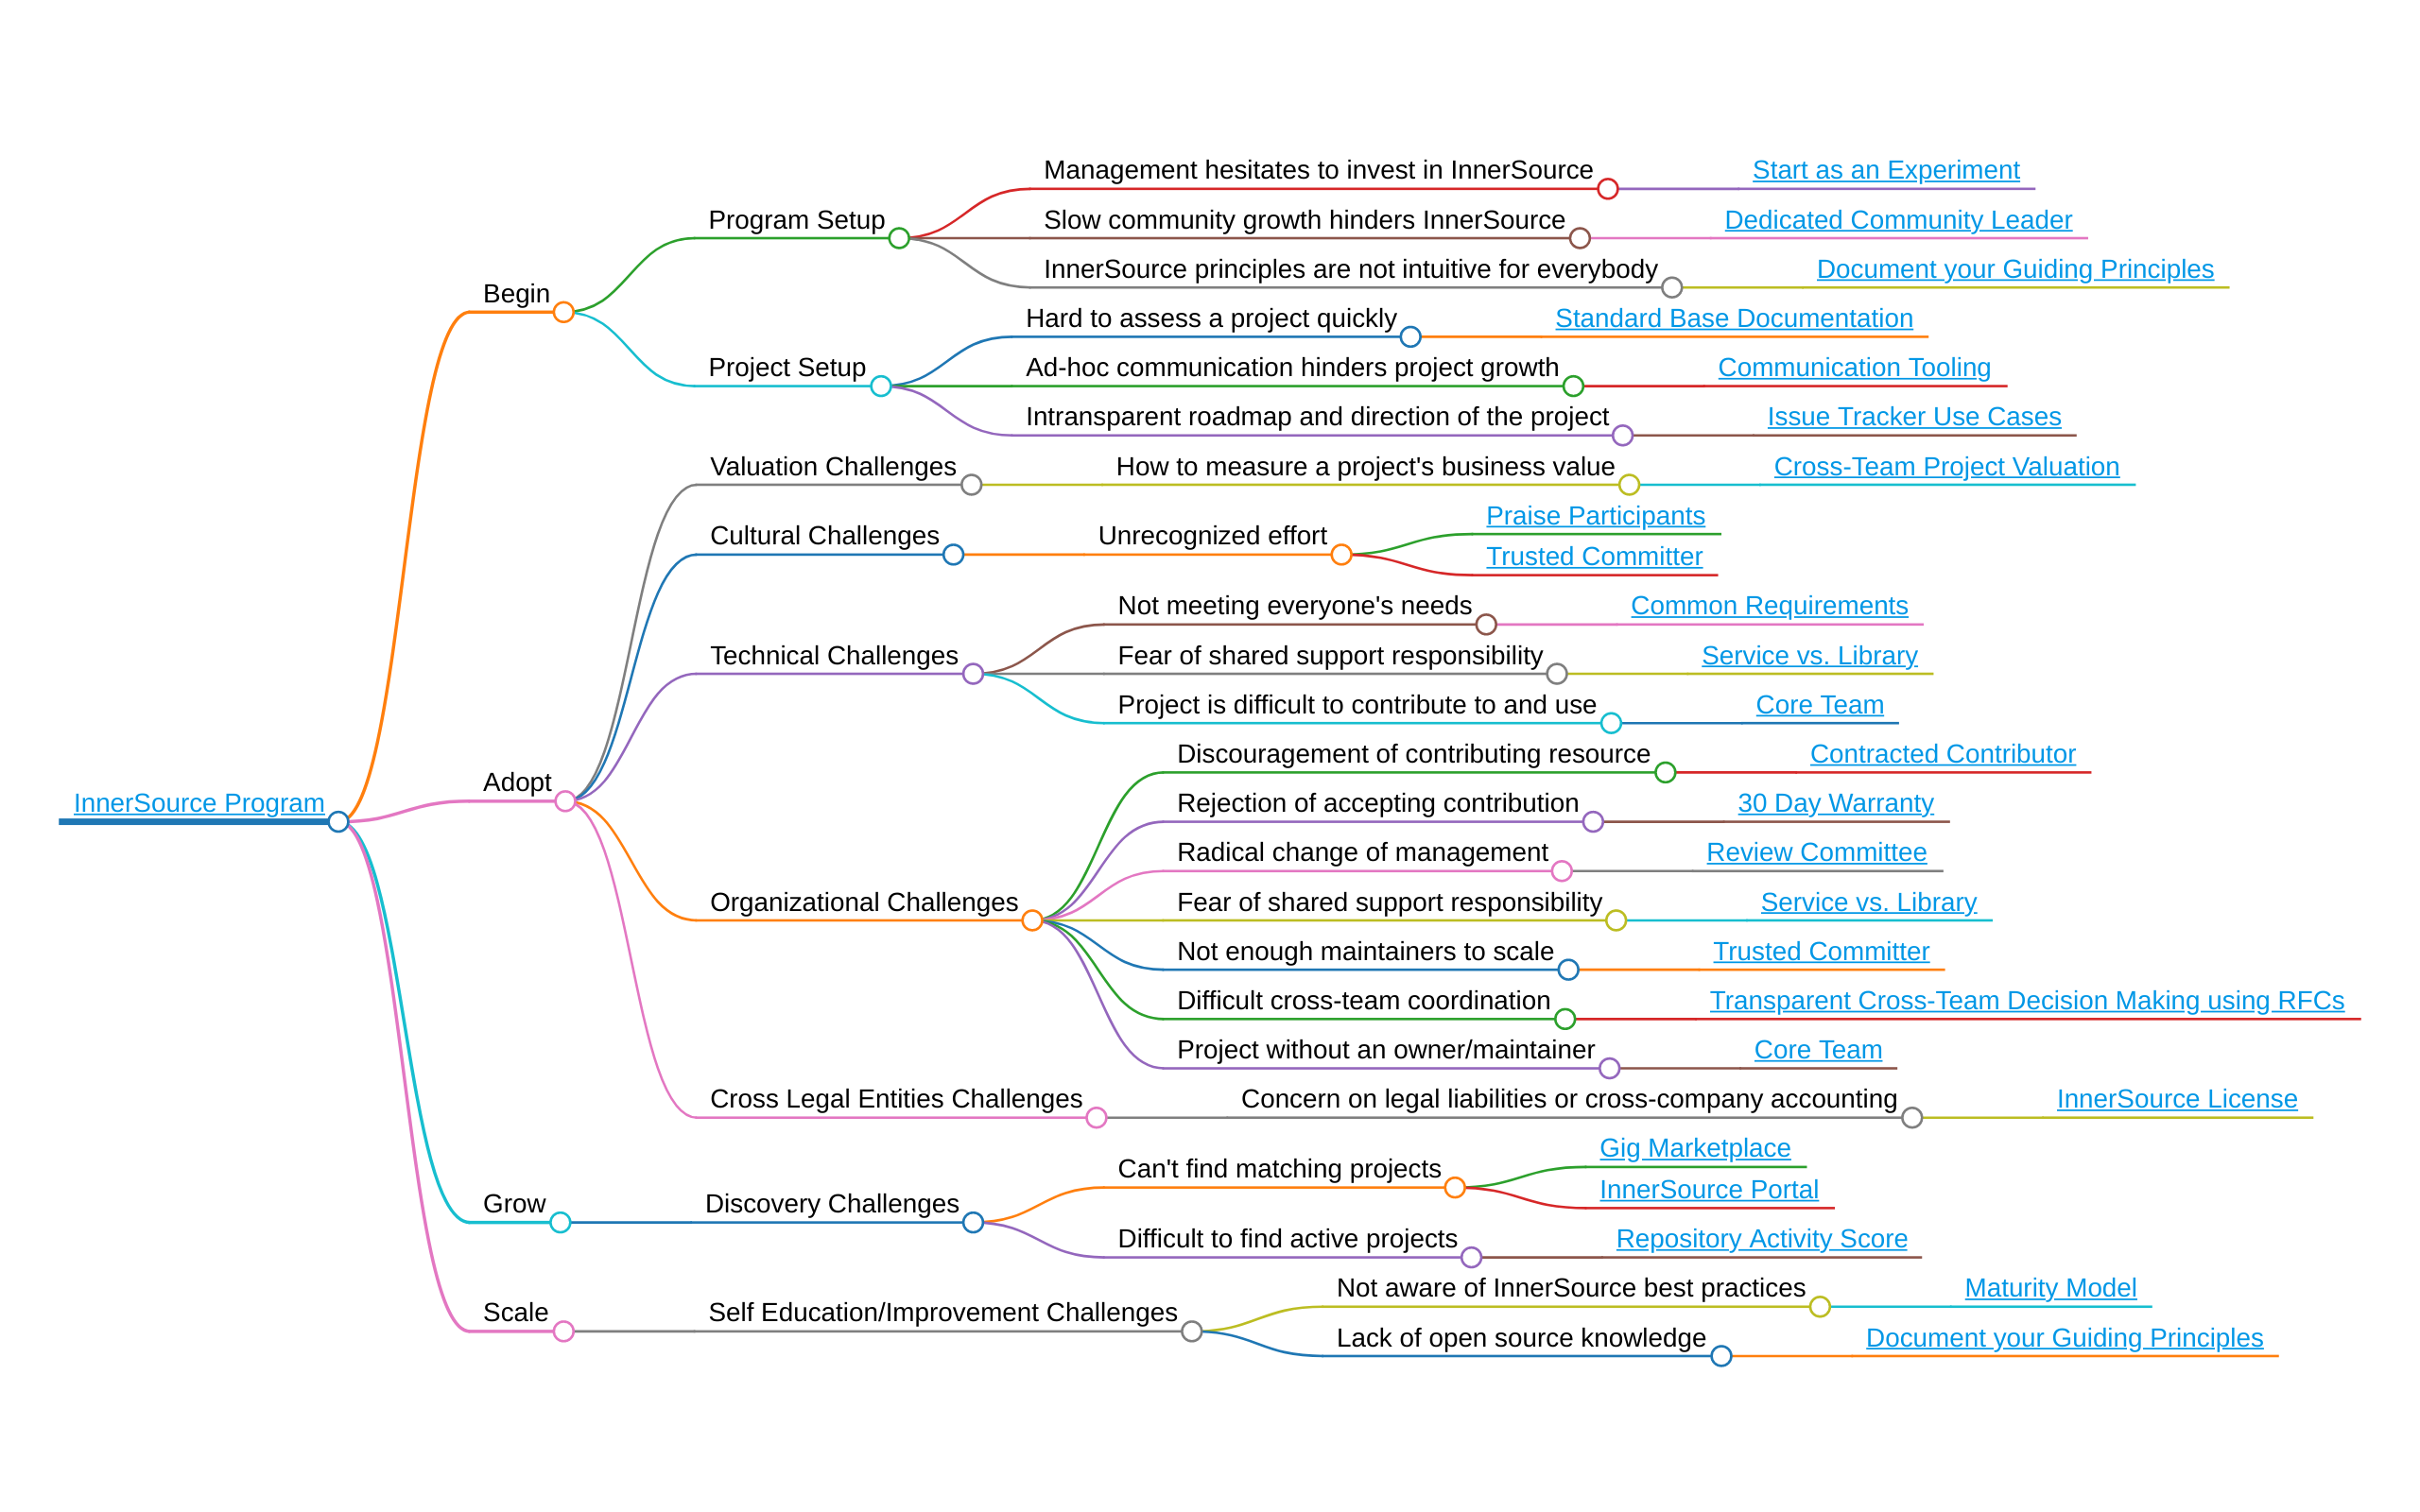 InnerSource Program
Begin
Program Setup
Management hesitates to invest in InnerSource
Start as an Experiment
Slow community growth hinders InnerSource
Dedicated Community Leader
InnerSource principles are not intuitive for everybody
Document your Guiding Principles
Project Setup
Hard to assess a project quickly
Standard Base Documentation
Ad-hoc communication hinders project growth
Communication Tooling
Intransparent roadmap and direction of the project
Issue Tracker Use Cases
Adopt
Valuation Challenges
How to measure a project's business value
Cross-Team Project Valuation
Cultural Challenges
Unrecognized effort
Praise Participants
Trusted Committer
Technical Challenges
Not meeting everyone's needs
Common Requirements
Fear of shared support responsibility
Service vs. Library
Project is difficult to contribute to and use
Core Team
Organizational Challenges
Discouragement of contributing resource
Contracted Contributor
Rejection of accepting contribution
30 Day Warranty
Radical change of management
Review Committee
Fear of shared support responsibility
Service vs. Library
Not enough maintainers to scale
Trusted Committer
Difficult cross-team coordination
Transparent Cross-Team Decision Making using RFCs
Project without an owner/maintainer
Core Team
Cross Legal Entities Challenges
Concern on legal liabilities or cross-company accounting
InnerSource License
Grow
Discovery Challenges
Can't find matching projects
Gig Marketplace
InnerSource Portal
Difficult to find active projects
Repository Activity Score
Scale
Self Education/Improvement Challenges
Not aware of InnerSource best practices
Maturity Model
Lack of open source knowledge
Document your Guiding Principles